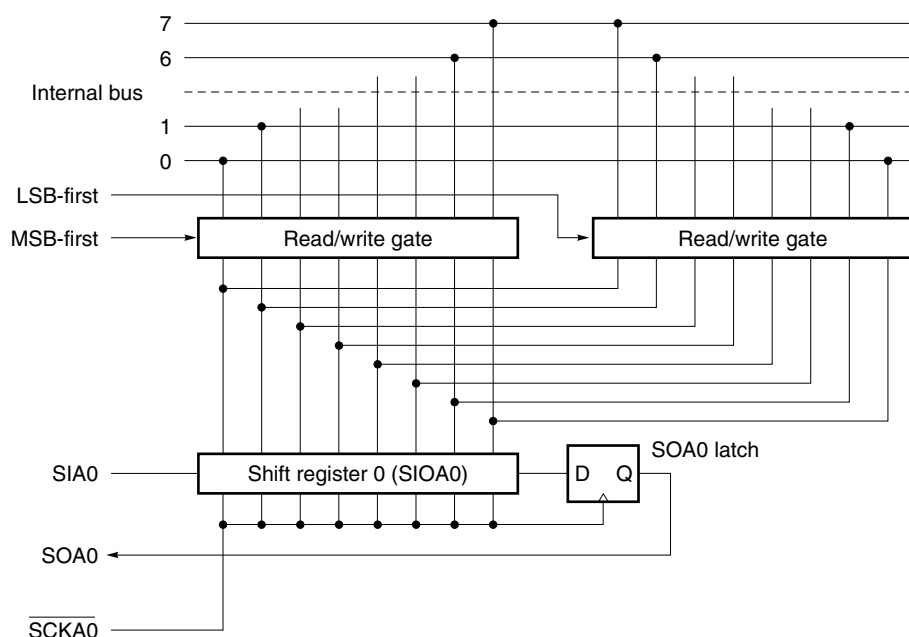 7
6
Internal bus
1
0
LSB-first
MSB-first
Read/write gate
Read/write gate
SOA0 latch
SIA0
Shift register 0 (SIOA0)
D Q
SOA0
SCKA0